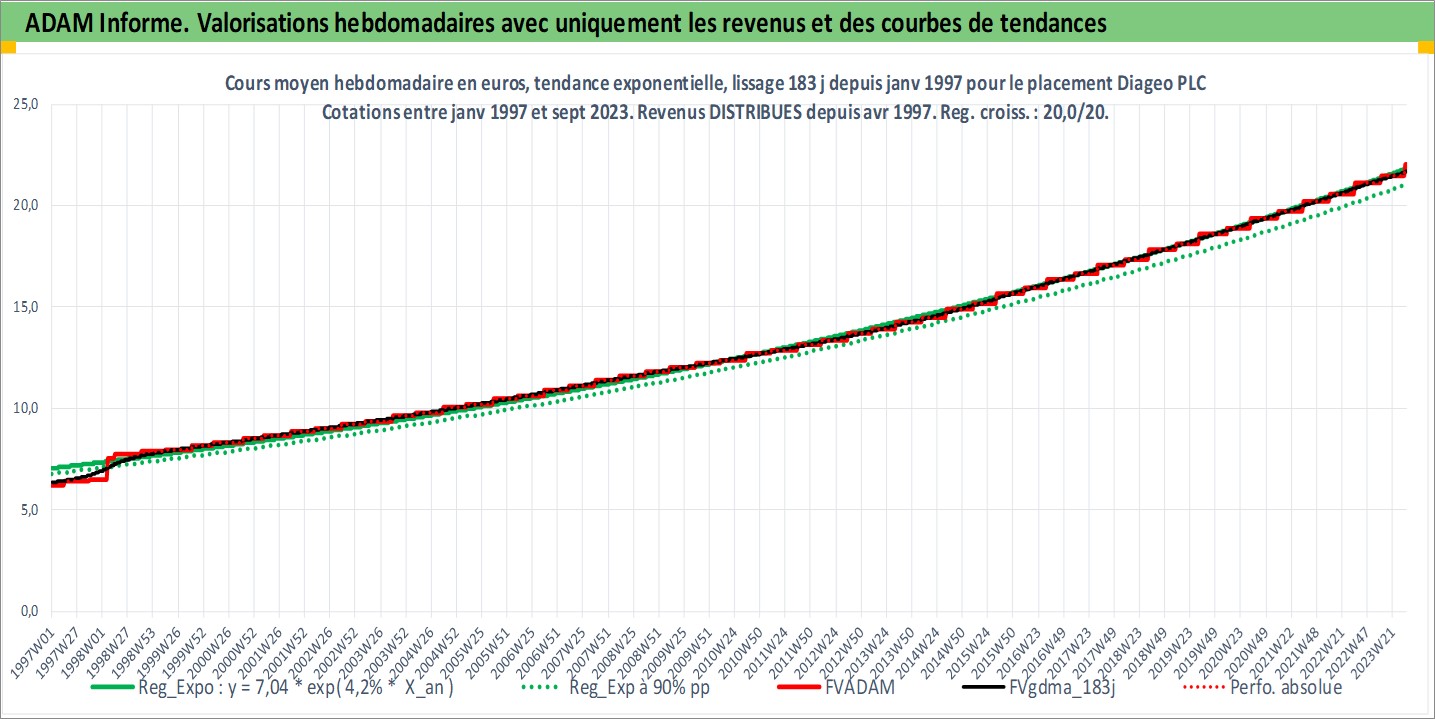 ADAM Informe. Valorisations hebdomadaires avec uniquement les revenus et des courbes de tendances
Cours moyen hebdomadaire en euros, tendance exponentielle, lissage 183 j depuis janv 1997 pour le placement Diageo PLC
Cotations entre janv 1997 et sept 2023. Revenus DISTRIBUES depuis avr 1997. Reg. croiss. : 20,0/20.
25,0
20,0
15,0
10,0
5,0
0,0
1997W01
1997W27
1998W01
1998W27
1998W53
1999W26
1999W52
2000W26
2000W52
2001W26
2001W52
2002W26
2002W52
2003W26
2003W52
2004W26
2004W52
2005W25
2005W51
2006W25
2006W51
2007W25
2007W51
2008W25
2008W51
2009W25
2009W51
2010W24
2010W50
2011W24
2011W50
2012W24
2012W50
2013W24
2013W50
2014W24
2014W50
2015W24
2015W50
2016W23
2016W49
2017W23
2017W49
2018W23
2018W49
2019W23
2019W49
2020W23
2020W49
2021W22
2021W48
2022W21
2022W47
2023W21
Reg_Expo : y = 7,04 * exp( 4,2% * X_an )
Reg_Exp à 90% pp
FVADAM
FVgdma_183j
Perfo. absolue